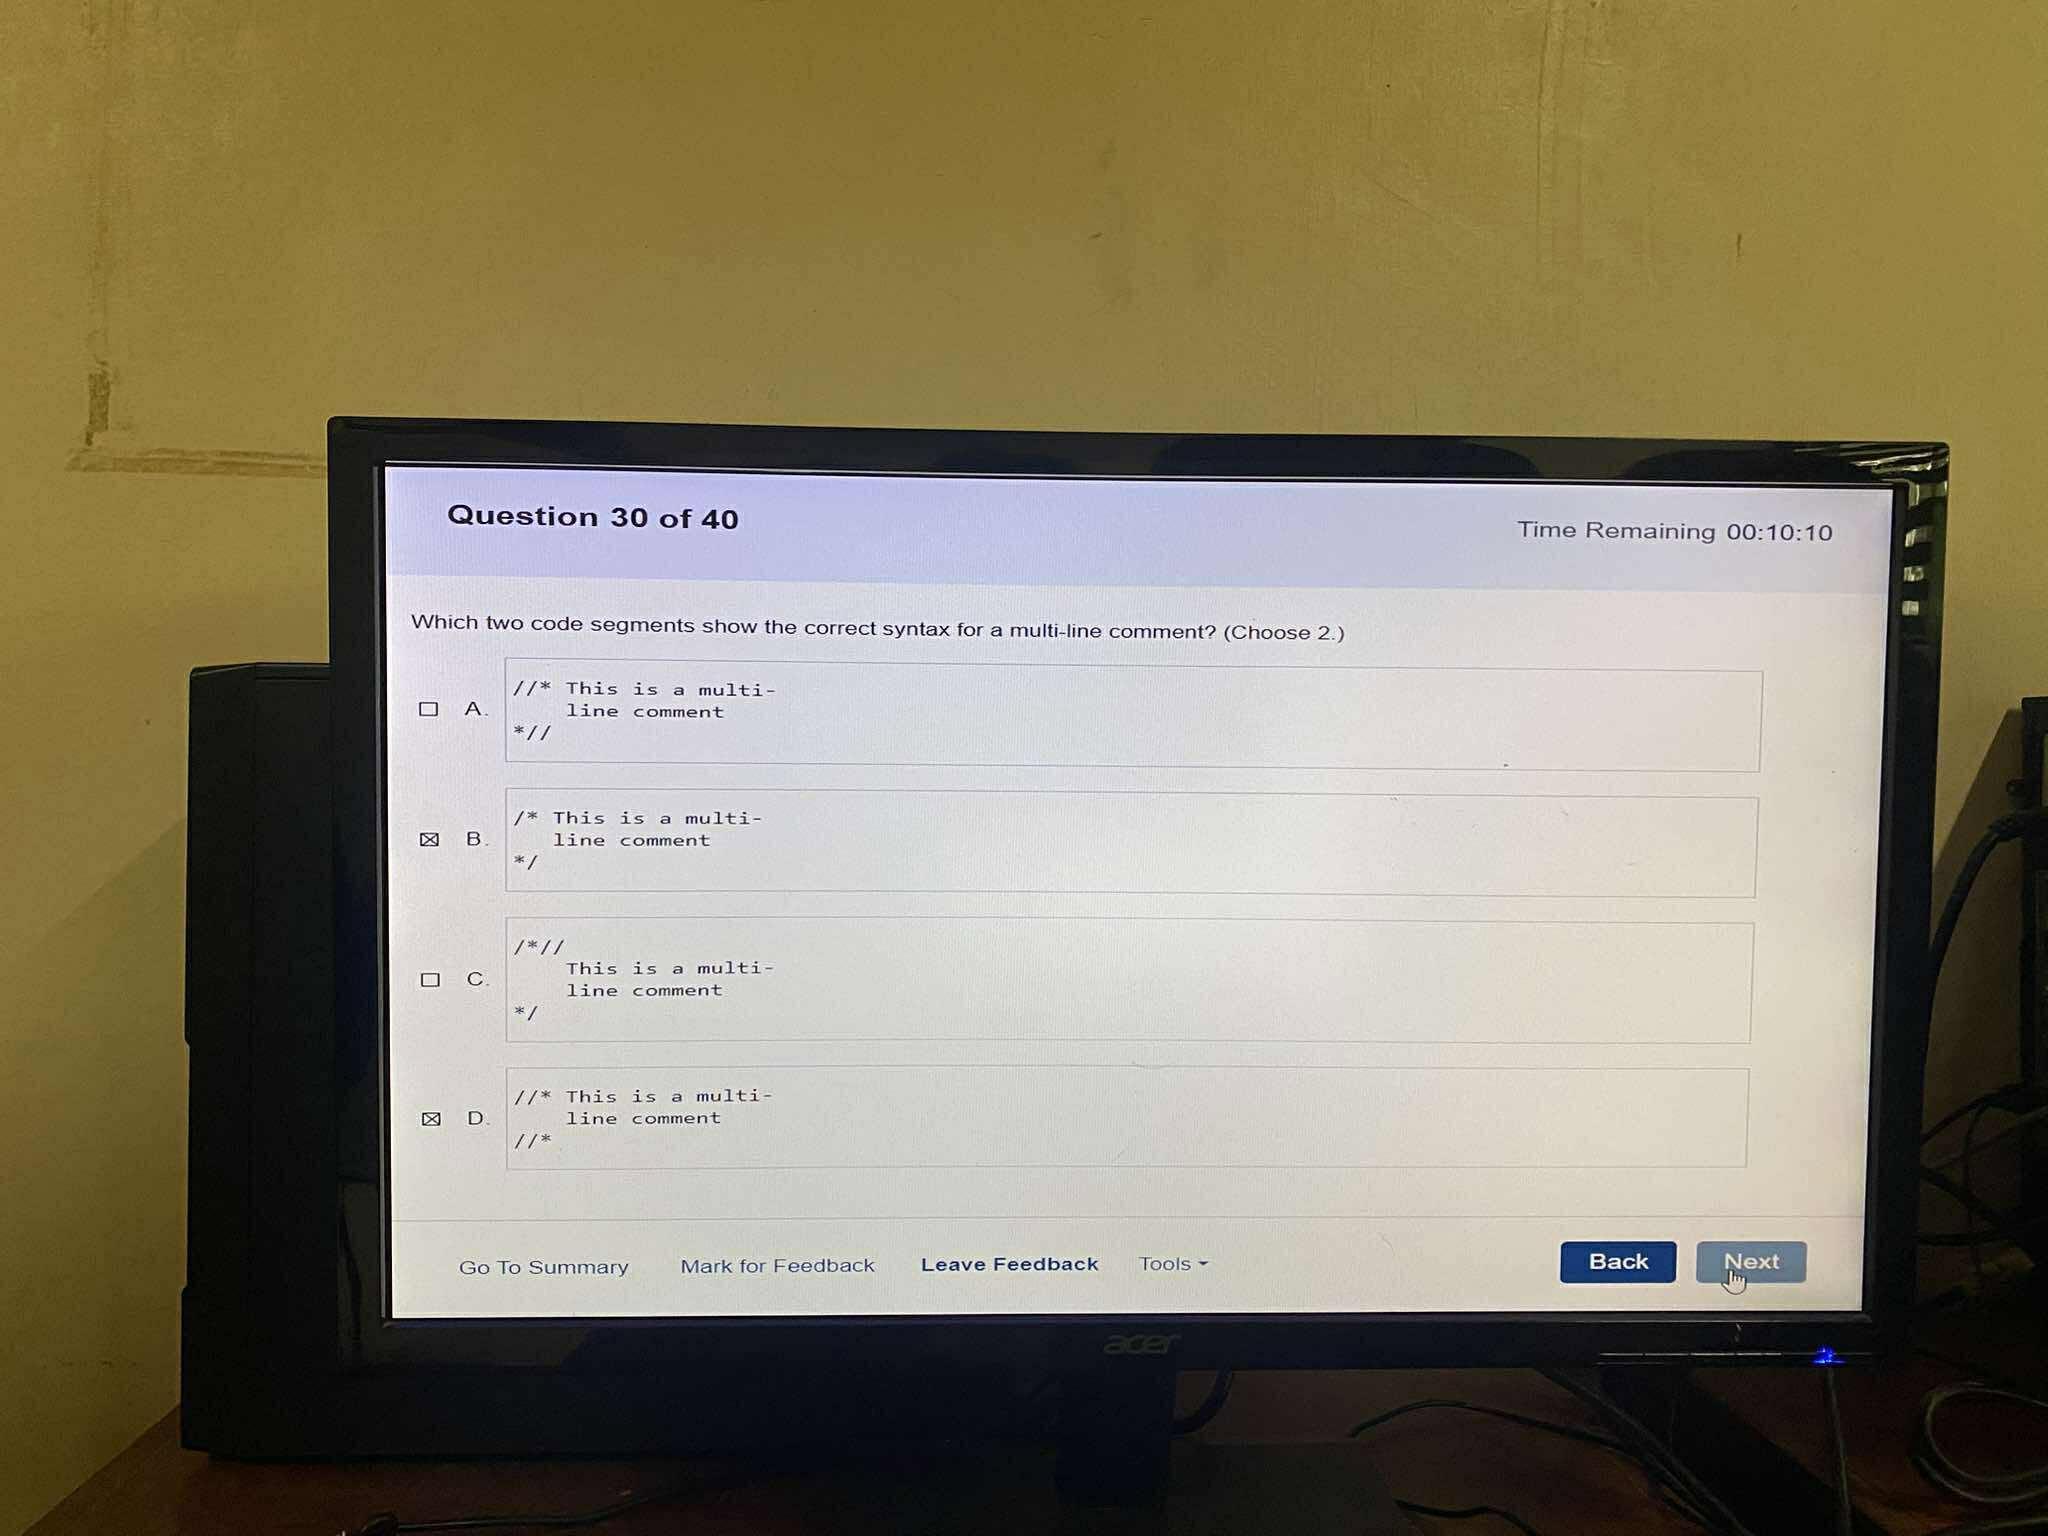 Question 30 of 40
Time Remaining 00:10:10
Which two code segments show the correct syntax for a multi-line comment? (Choose 2.)
A.
//* This is a multi-
line comment
*//
B.
/* This is a multi-
line comment
*/
C.
/*//
This is a multi-
line comment
*/
D.
//* This is a multi-
line comment
//*
Go To Summary Mark for Feedback Leave Feedback Tools Back Next
acer